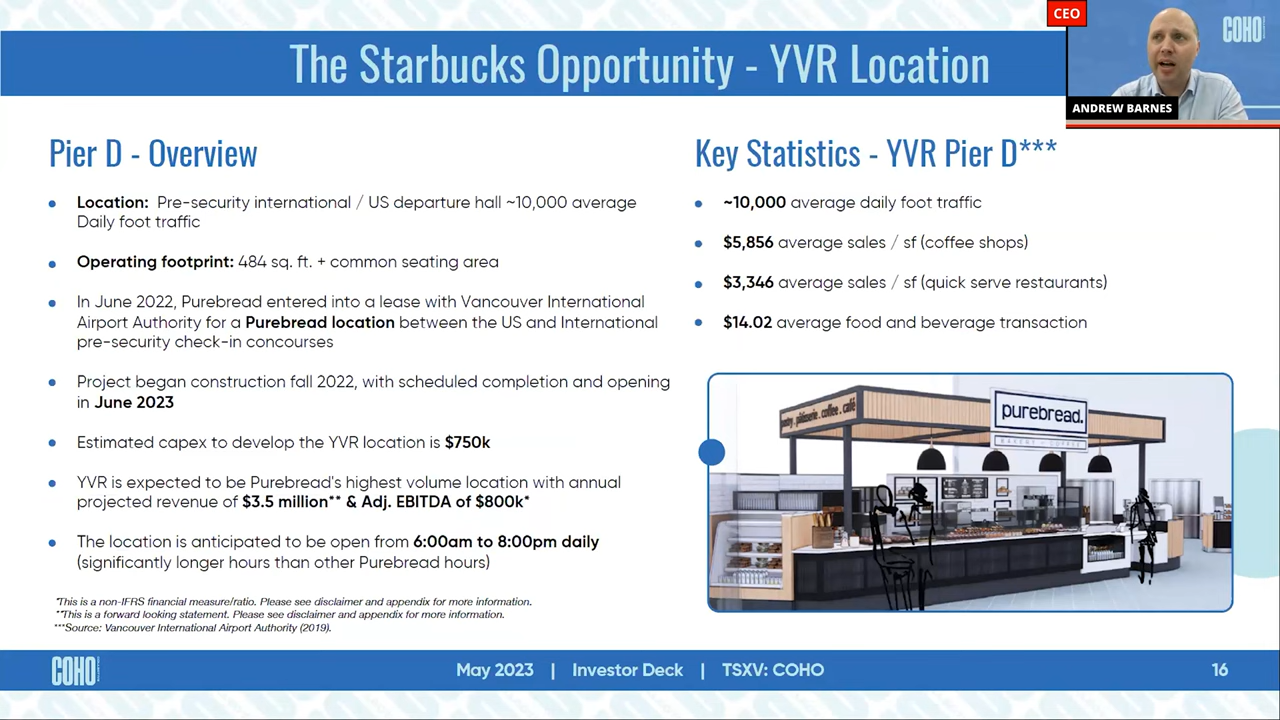 CEO
COHO
The Starbucks Opportunity - YVR Location
ANDREW BARNES
Pier D - Overview
• Location: Pre-security international / US departure hall ~10,000 average
Daily foot traffic
• Operating footprint: 484 sq. ft. + common seating area
• In June 2022, Purebread entered into a lease with Vancouver International
Airport Authority for a Purebread location between the US and International
pre-security check-in concourses
• Project began construction fall 2022, with scheduled completion and opening
in June 2023
• Estimated capex to develop the YVR location is $750k
• YVR is expected to be Purebread's highest volume location with annual
projected revenue of $3.5 million** & Adj. EBITDA of $800k*
• The location is anticipated to be open from 6:00am to 8:00pm daily
(significantly longer hours than other Purebread hours)
*This is a non-IFRS financial measure/ratio. Please see disclaimer and appendix for more information.
**This is a forward looking statement. Please see disclaimer and appendix for more information.
***Source: Vancouver International Airport Authority (2019).
Key Statistics - YVR Pier D***
• ~10,000 average daily foot traffic
• $5,856 average sales / sf (coffee shops)
• $3,346 average sales / sf (quick serve restaurants)
• $14.02 average food and beverage transaction
pastry . pâtisserie . coffee . café
purebread.
BAKERY + COFFEE
COHO
May 2023 | Investor Deck | TSXV: COHO
16